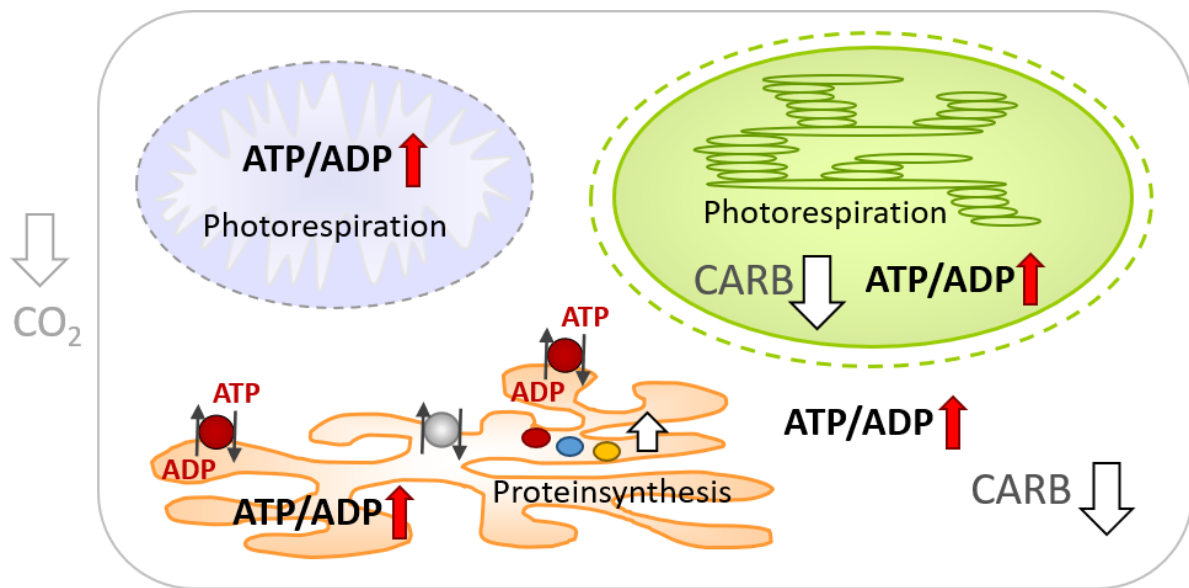 ATP/ADP
Photorespiration
Photorespiration
CARB
ATP/ADP
CO₂
ATP
ADP
ATP
ADP
ATP/ADP
Proteinsynthesis
ATP/ADP
CARB